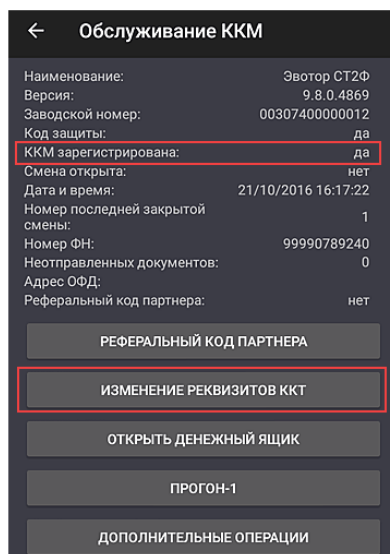 ← Обслуживание ККМ
Наименование: Эвотор СТ2Ф
Версия: 9.8.0.4869
Заводской номер: 00307400000012
Код защиты: да
ККМ зарегистрирована: да
Смена открыта: нет
Дата и время: 21/10/2016 16:17:22
Номер последней закрытой
смены: 1
Номер ФН: 99990789240
Неотправленных документов: 0
Адрес ОФД:
Реферальный код партнера: нет
РЕФЕРАЛЬНЫЙ КОД ПАРТНЕРА
ИЗМЕНЕНИЕ РЕКВИЗИТОВ ККТ
ОТКРЫТЬ ДЕНЕЖНЫЙ ЯЩИК
ПРОГОН-1
ДОПОЛНИТЕЛЬНЫЕ ОПЕРАЦИИ